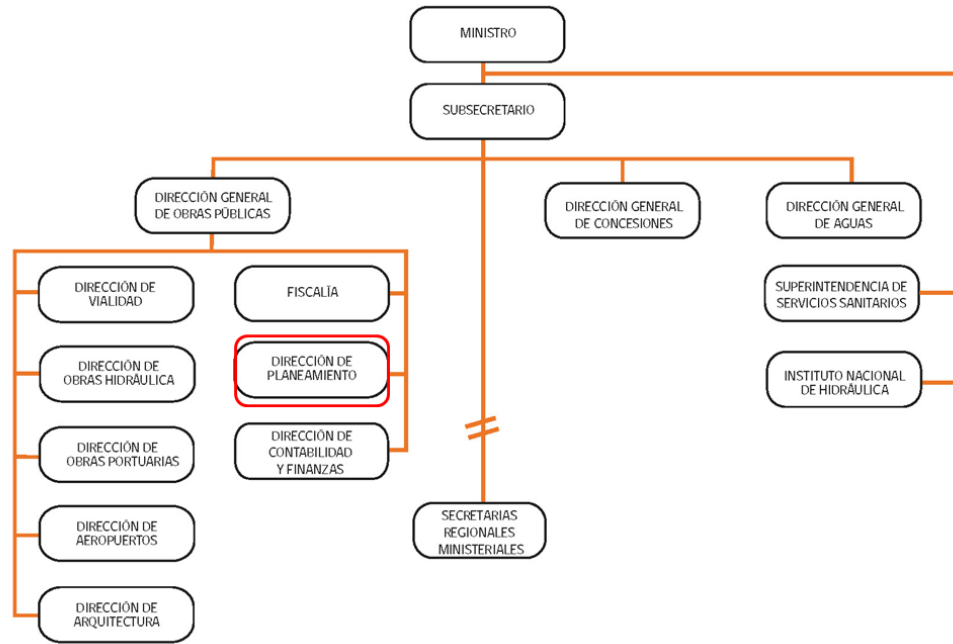 MINISTRO
SUBSECRETARIO
DIRECCIÓN GENERAL
DE OBRAS PÚBLICAS
DIRECCIÓN GENERAL
DE CONCESIONES
DIRECCIÓN GENERAL
DE AGUAS
DIRECCIÓN DE
VIALIDAD
FISCALÏA
SUPERINTENDENCIA DE
SERVICIOS SANITARIOS
DIRECCIÓN DE
OBRAS HIDRÁULICA
DIRECCIÓN DE
PLANEAMIENTO
INSTITUTO NACIONAL
DE HIDRÁULICA
DIRECCIÓN DE
OBRAS PORTUARIAS
DIRECCIÓN DE
CONTABILIDAD
Y FINANZAS
DIRECCIÓN DE
AEROPUERTOS
SECRETARIAS
REGIONALES
MINISTERIALES
DIRECCIÓN DE
ARQUITECTURA